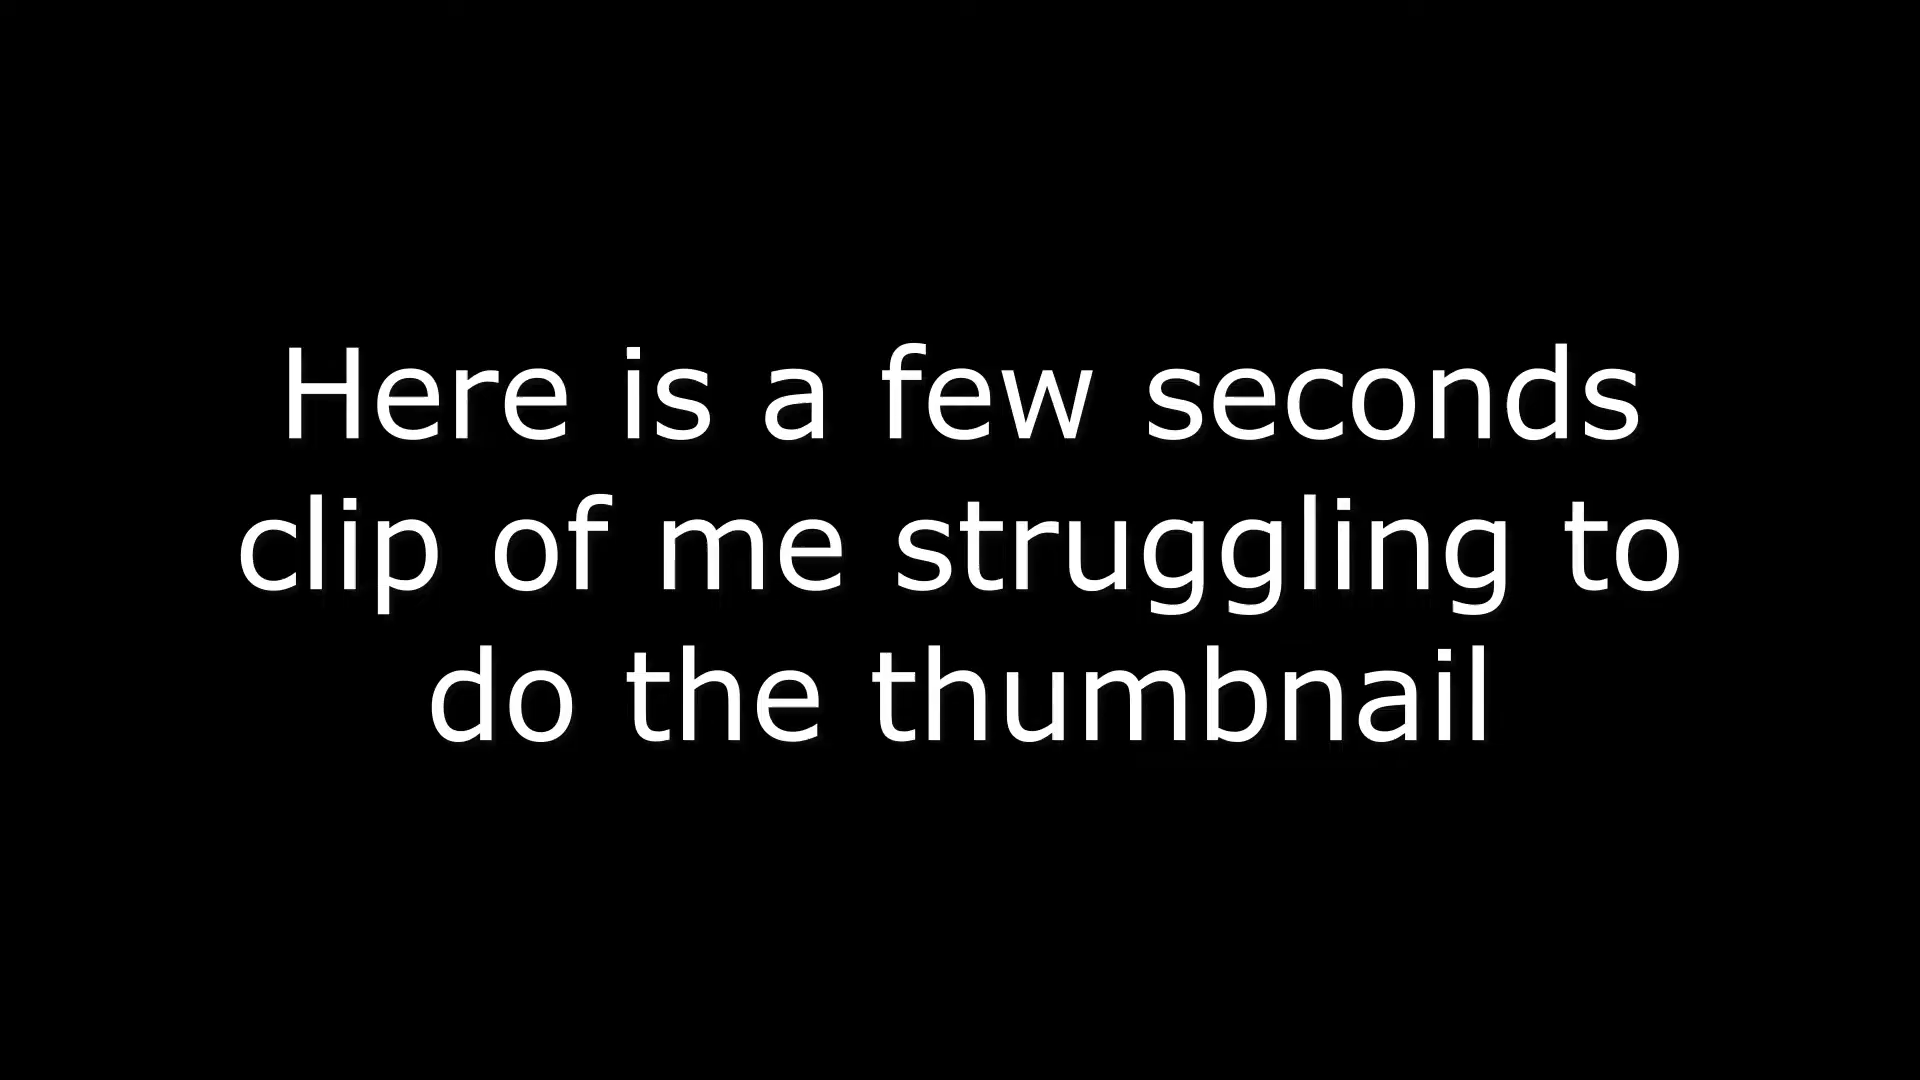 Here is a few seconds
clip of me struggling to
do the thumbnail